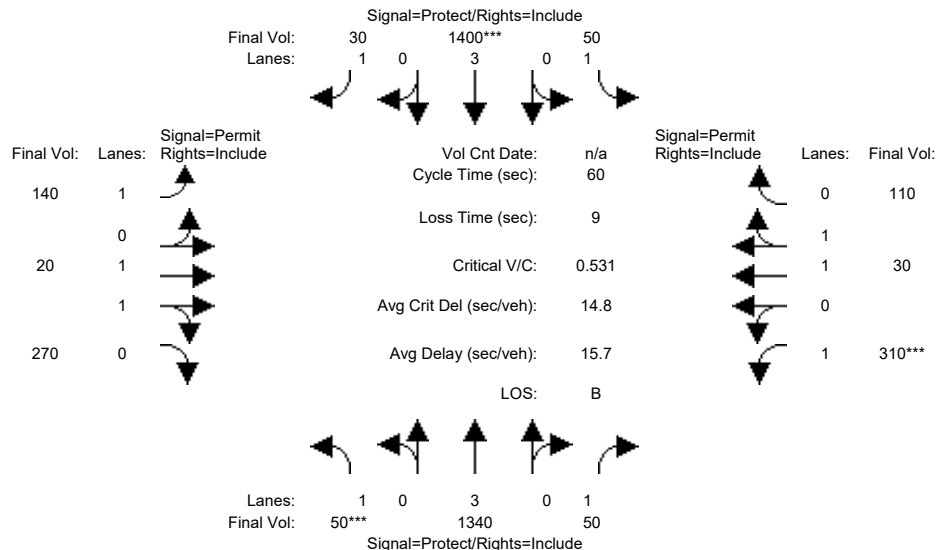 Signal=Protect/Rights=Include
Final Vol: 30 1400*** 50
Lanes: 1 0 3 0 1
Signal=Permit Signal=Permit
Final Vol: Lanes: Rights=Include Vol Cnt Date: n/a Rights=Include Lanes: Final Vol:
Cycle Time (sec): 60
140 1 0 110
Loss Time (sec): 9
0 1
20 1 Critical V/C: 0.531 1 30
1 Avg Crit Del (sec/veh): 14.8 0
270 0 Avg Delay (sec/veh): 15.7 1 310***
LOS: B
Lanes: 1 0 3 0 1
Final Vol: 50*** 1340 50
Signal=Protect/Rights=Include